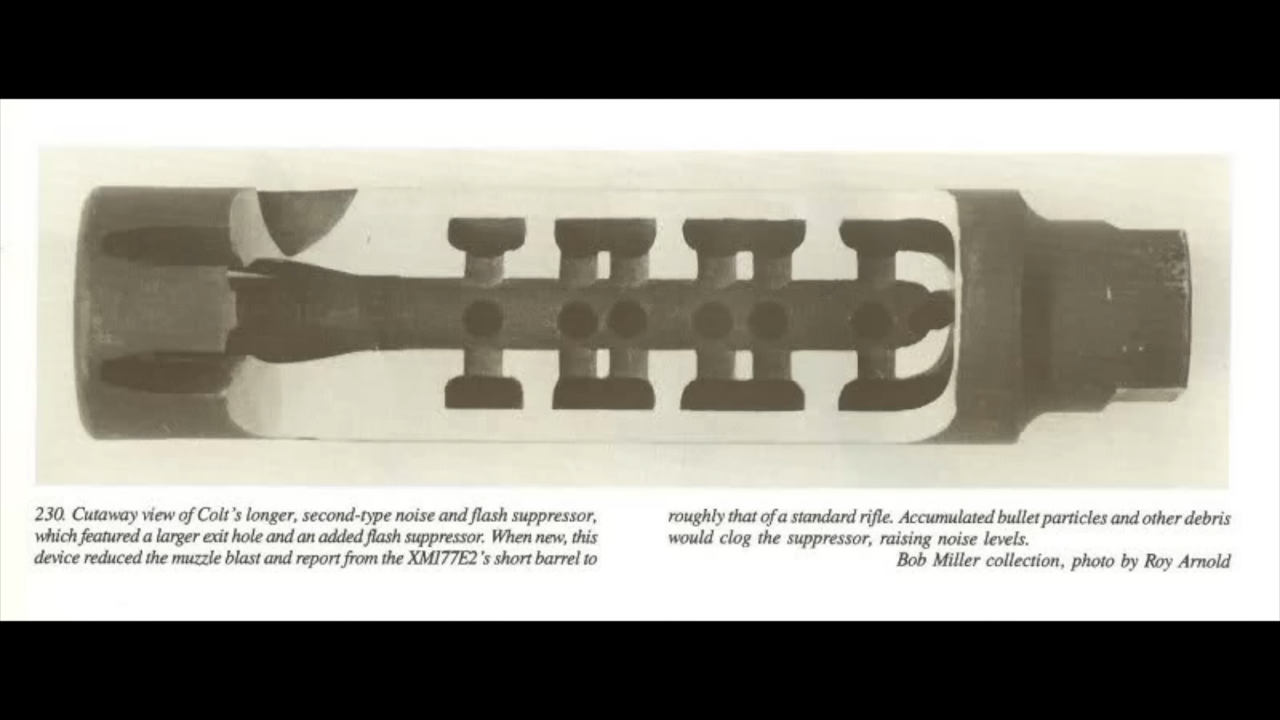 230. Cutaway view of Colt's longer, second-type noise and flash suppressor,
which featured a larger exit hole and an added flash suppressor. When new, this
device reduced the muzzle blast and report from the XM177E2's short barrel to
roughly that of a standard rifle. Accumulated bullet particles and other debris
would clog the suppressor, raising noise levels.
Bob Miller collection, photo by Roy Arnold